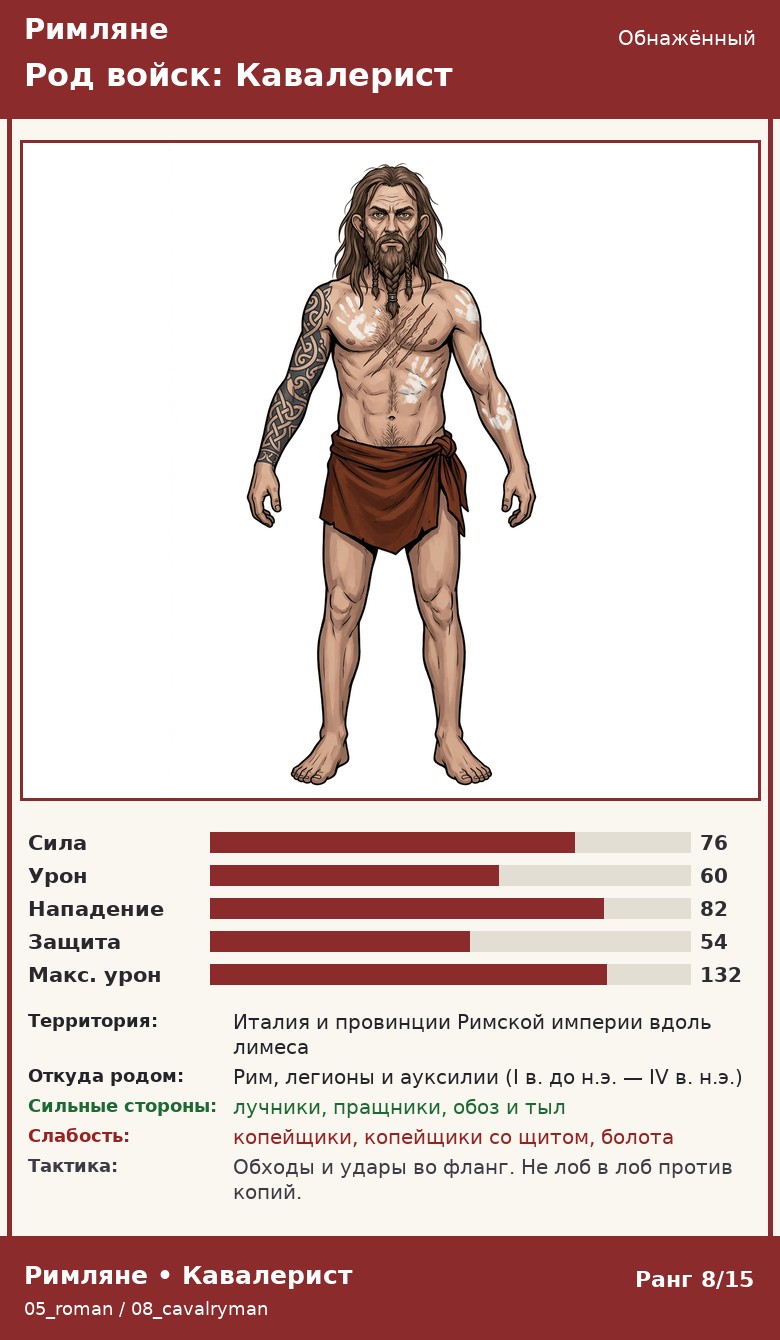 Римляне
Обнажённый
Род войск: Кавалерист
Сила 76
Урон 60
Нападение 82
Защита 54
Макс. урон 132
Территория: Италия и провинции Римской империи вдоль
лимеса
Откуда родом: Рим, легионы и ауксилии (I в. до н.э. — IV в. н.э.)
Сильные стороны: лучники, пращники, обоз и тыл
Слабость: копейщики, копейщики со щитом, болота
Тактика: Обходы и удары во фланг. Не лоб в лоб против
копий.
Римляне • Кавалерист
Ранг 8/15
05_roman / 08_cavalryman